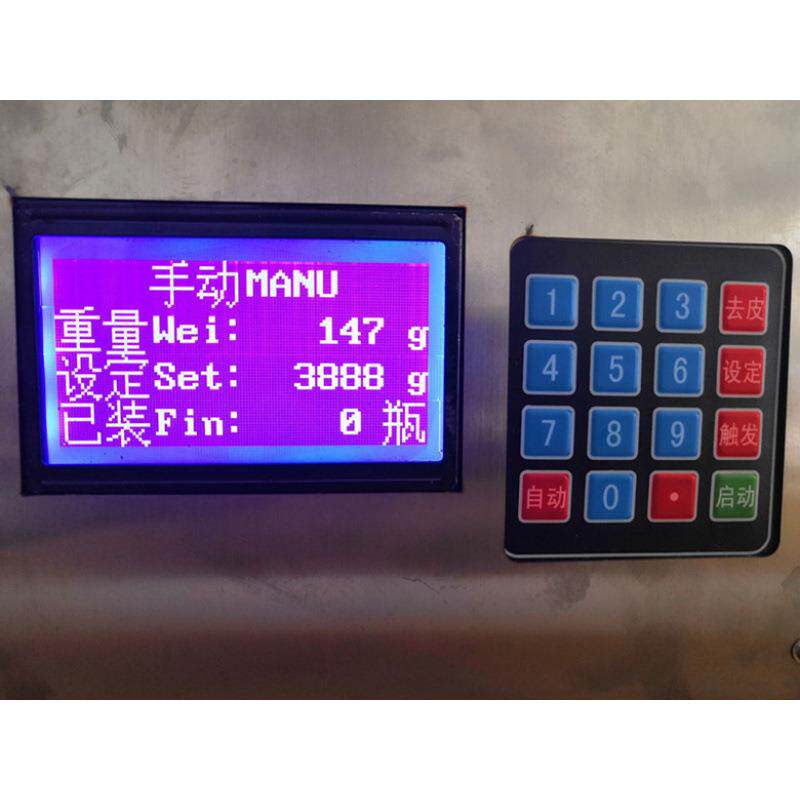 手动MANU
重量Wei: 147 g
设定Set: 3888 g
已装Fin: 0 瓶
1 2 3 去皮
4 5 6 设定
7 8 9 触发
自动 0 • 启动